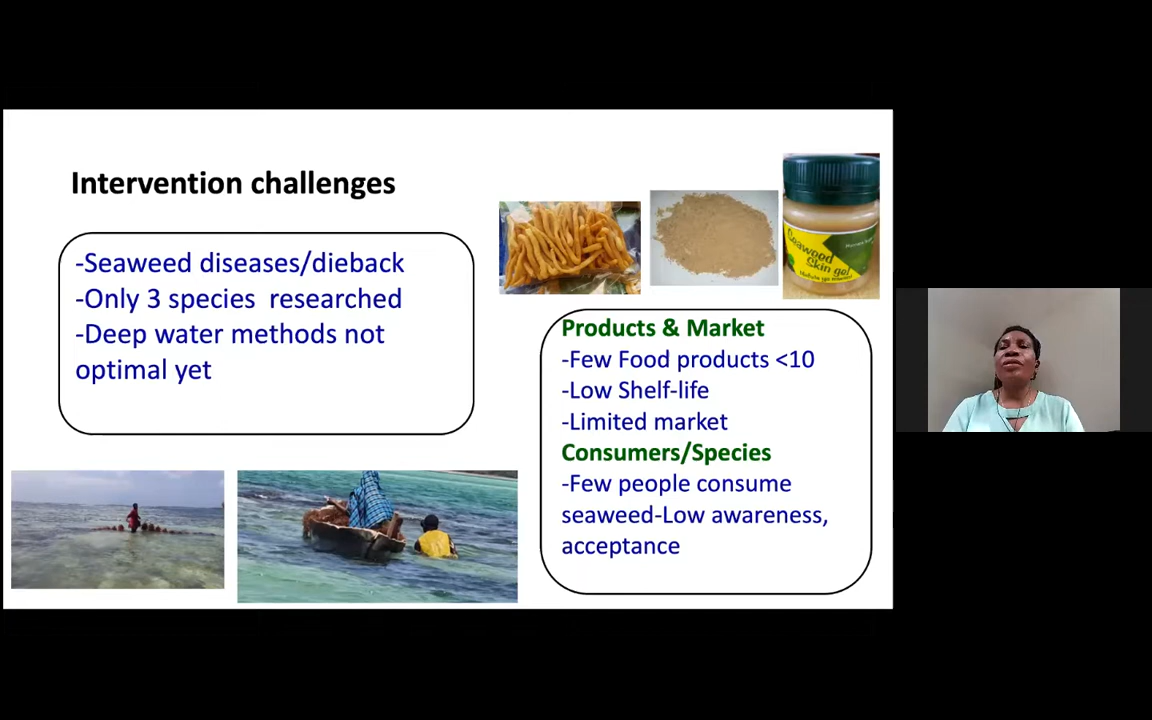 Intervention challenges
-Seaweed diseases/dieback
-Only 3 species researched
-Deep water methods not
optimal yet
Seaweed
Skin gel
Products & Market
-Few Food products <10
-Low Shelf-life
-Limited market
Consumers/Species
-Few people consume
seaweed-Low awareness,
acceptance